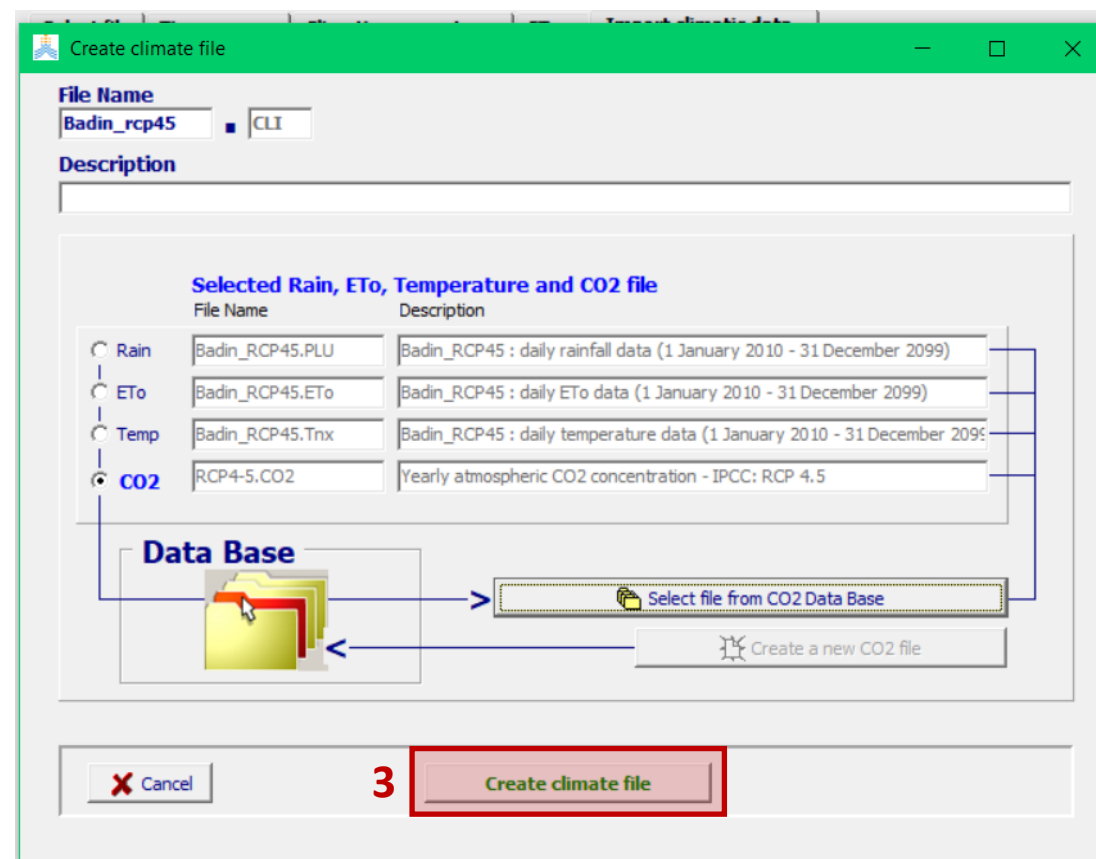 Import climatic data
Create climate file
File Name
Badin_rcp45 . CLI
Description
Selected Rain, ETo, Temperature and CO2 file
File Name Description
Rain Badin_RCP45.PLU Badin_RCP45 : daily rainfall data (1 January 2010 - 31 December 2099)
ETo Badin_RCP45.ETo Badin_RCP45 : daily ETo data (1 January 2010 - 31 December 2099)
Temp Badin_RCP45.Tnx Badin_RCP45 : daily temperature data (1 January 2010 - 31 December 2099
CO2 RCP4-5.CO2 Yearly atmospheric CO2 concentration - IPCC: RCP 4.5
Data Base
> Select file from CO2 Data Base
< Create a new CO2 file
Cancel 3 Create climate file